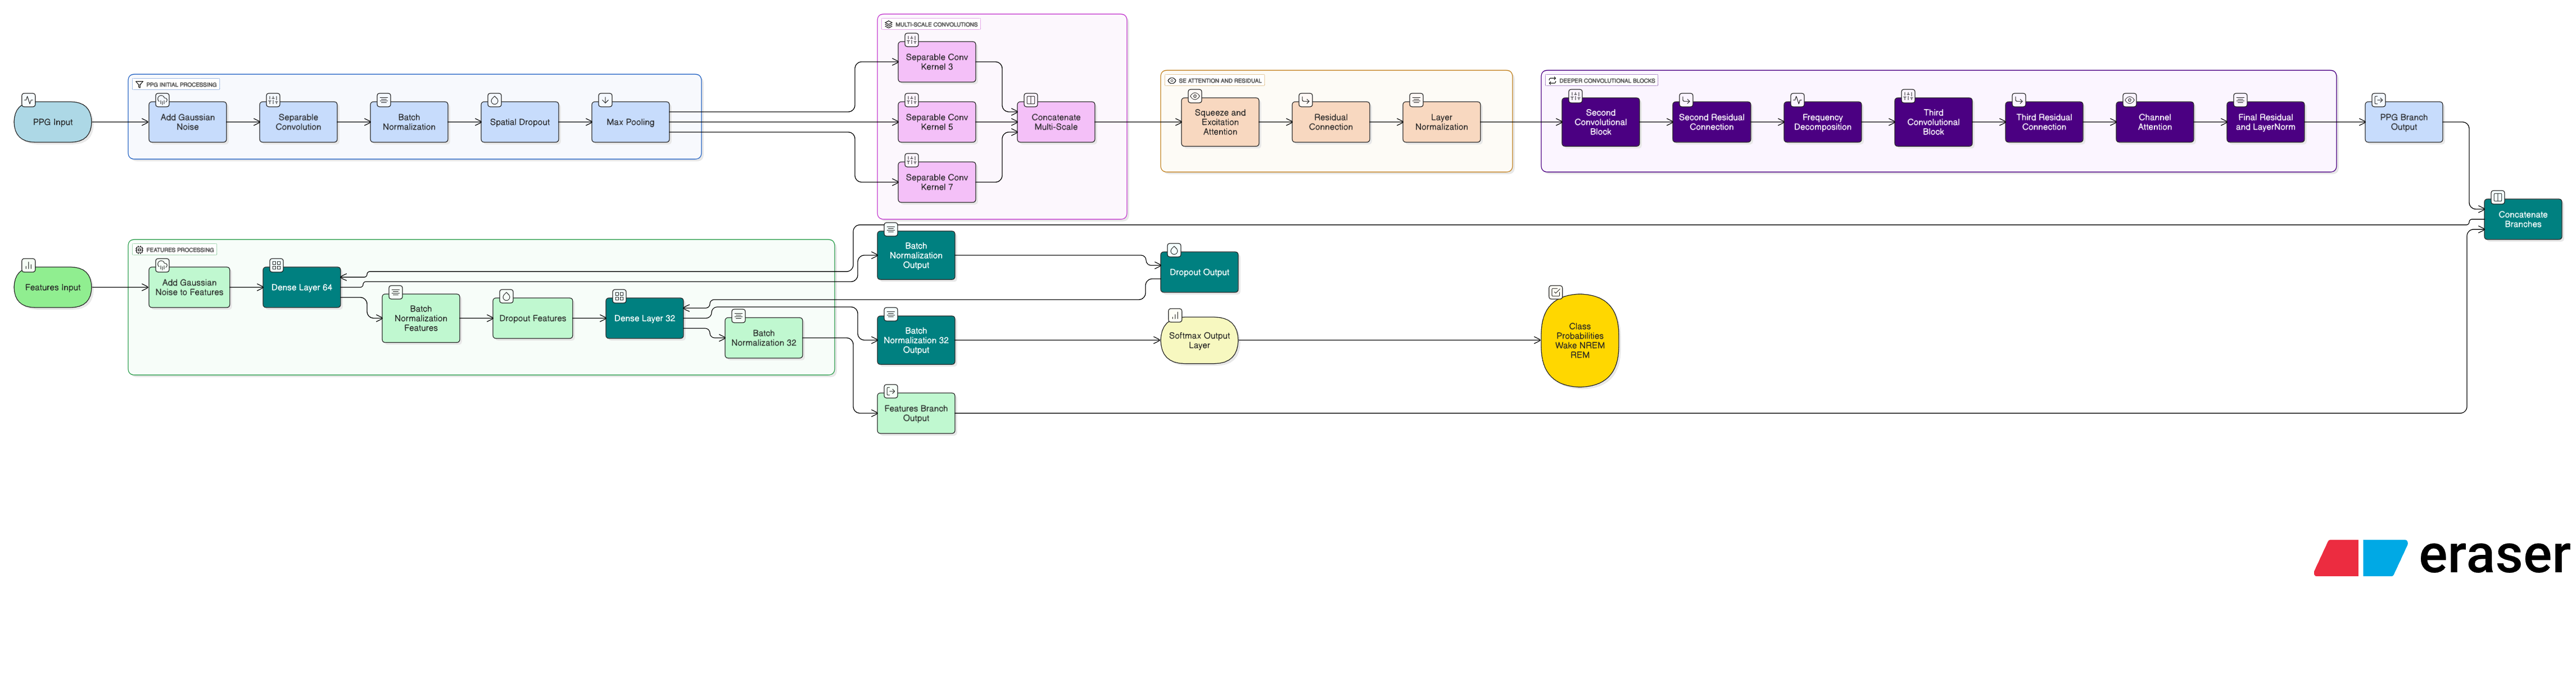 MULTI-SCALE CONVOLUTIONS
Separable Conv
Kernel 3
Separable Conv
Kernel 5
Separable Conv
Kernel 7
Concatenate
Multi-Scale
PPG INITIAL PROCESSING
PPG Input
Add Gaussian
Noise
Separable
Convolution
Batch
Normalization
Spatial Dropout
Max Pooling
SE ATTENTION AND RESIDUAL
Squeeze and
Excitation
Attention
Residual
Connection
Layer
Normalization
DEEPER CONVOLUTIONAL BLOCKS
Second
Convolutional
Block
Second Residual
Connection
Frequency
Decomposition
Third
Convolutional
Block
Third Residual
Connection
Channel
Attention
Final Residual
and LayerNorm
PPG Branch
Output
Concatenate
Branches
FEATURES PROCESSING
Features Input
Add Gaussian
Noise to Features
Dense Layer 64
Batch
Normalization
Features
Dropout Features
Dense Layer 32
Batch
Normalization 32
Batch
Normalization
Output
Dropout Output
Batch
Normalization 32
Output
Softmax Output
Layer
Class
Probabilities
Wake NREM
REM
Features Branch
Output
eraser